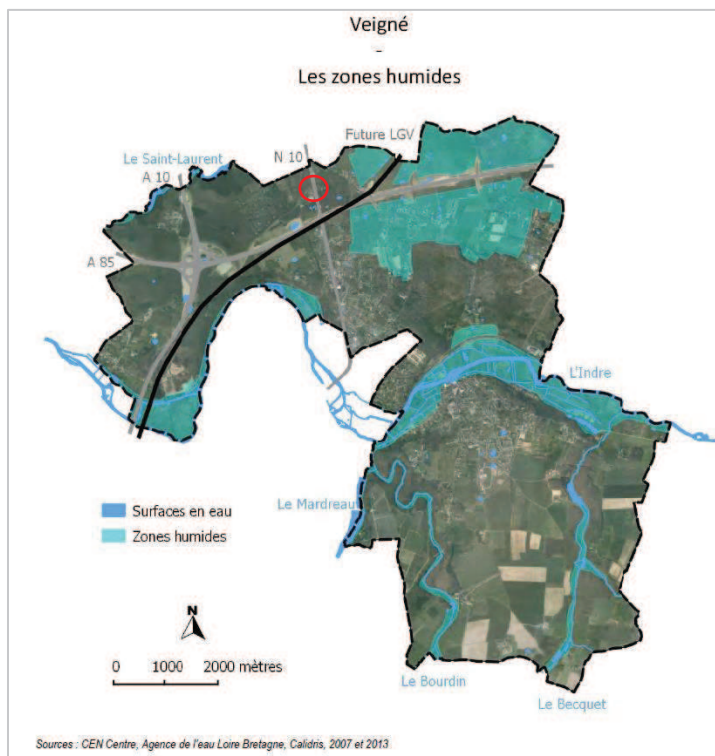 Veigné
-
Les zones humides
Future LGV
N 10
Le Saint-Laurent
A 10
A 85
L'Indre
Le Mardreau
Surfaces en eau
Zones humides
N
0 1000 2000 mètres
Le Bourdin
Le Becquet
Sources : CEN Centre, Agence de l'eau Loire Bretagne, Calidris, 2007 et 2013